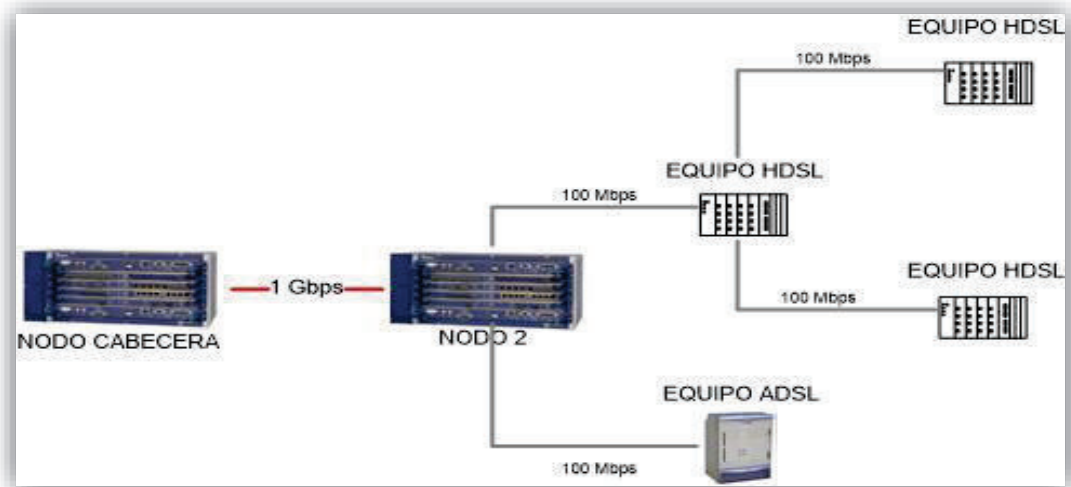 EQUIPO HDSL
100 Mbps
EQUIPO HDSL
100 Mbps
EQUIPO HDSL
100 Mbps
1 Gbps
NODO CABECERA
NODO 2
EQUIPO ADSL
100 Mbps